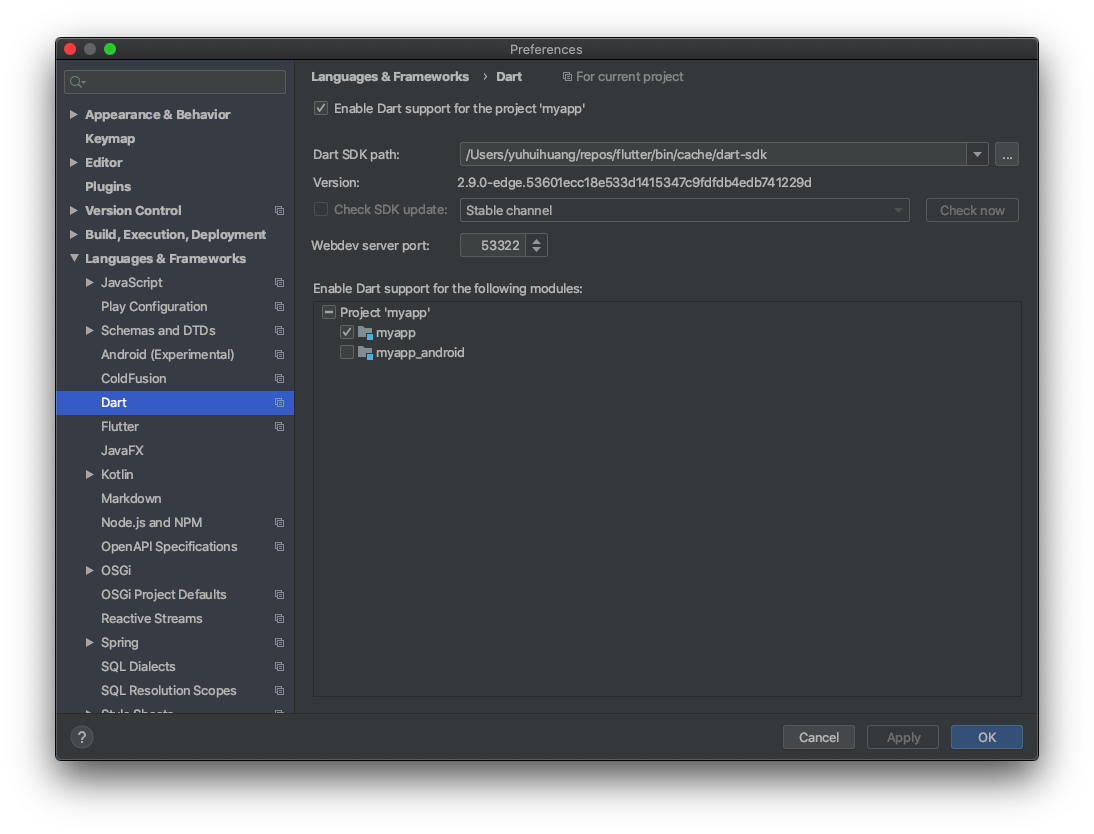 Preferences
Appearance & Behavior
Keymap
Editor
Plugins
Version Control
Build, Execution, Deployment
Languages & Frameworks
JavaScript
Play Configuration
Schemas and DTDs
Android (Experimental)
ColdFusion
Dart
Flutter
JavaFX
Kotlin
Markdown
Node.js and NPM
OpenAPI Specifications
OSGi
OSGi Project Defaults
Reactive Streams
Spring
SQL Dialects
SQL Resolution Scopes
Style Sheets
Languages & Frameworks › Dart For current project
Enable Dart support for the project 'myapp'
Dart SDK path: /Users/yuhuihuang/repos/flutter/bin/cache/dart-sdk ...
Version: 2.9.0-edge.53601ecc18e533d1415347c9fdfdb4edb741229d
Check SDK update: Stable channel Check now
Webdev server port: 53322
Enable Dart support for the following modules:
Project 'myapp'
myapp
myapp_android
? Cancel Apply OK